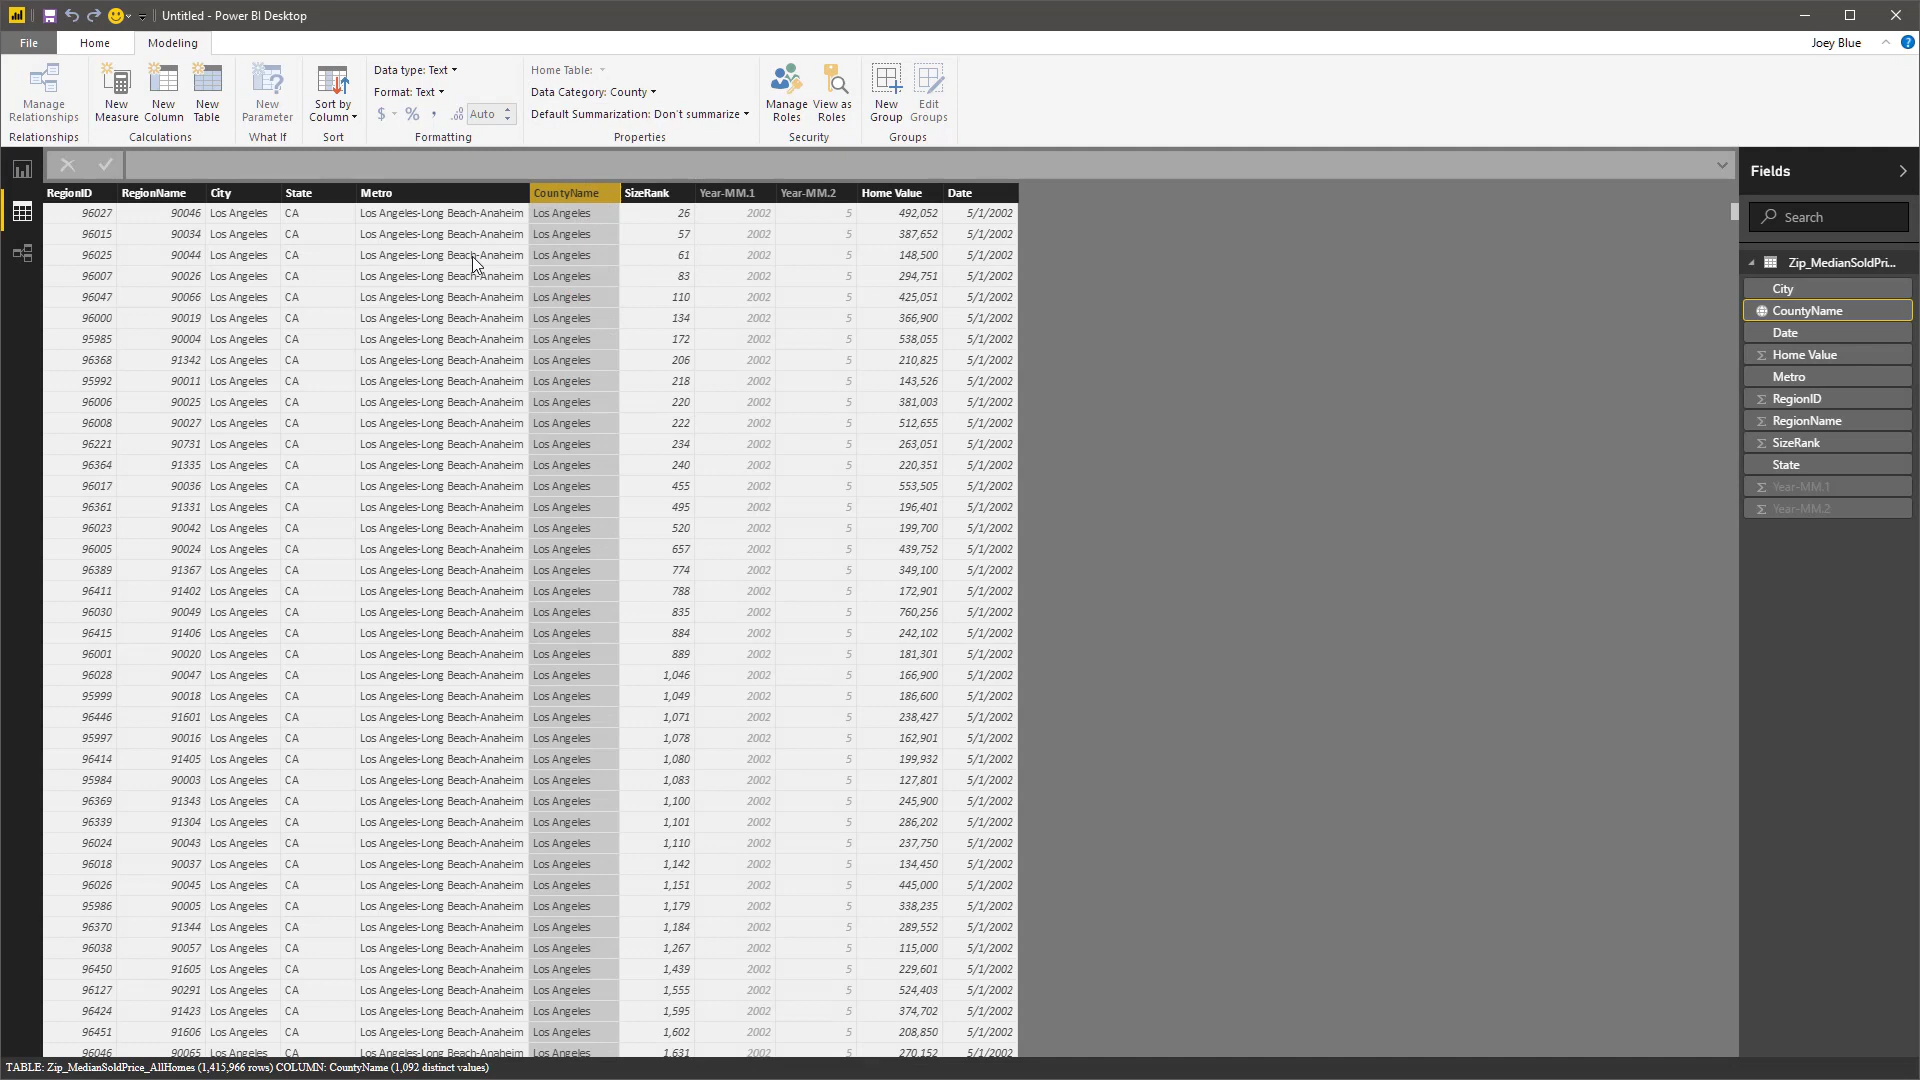 Untitled - Power BI Desktop
File Home Modeling Joey Blue
Manage Relationships
New Measure
New Column
New Table
New Parameter
Sort by Column
Data type: Text
Format: Text
$ % , .00 Auto
Home Table:
Data Category: County
Default Summarization: Don't summarize
Manage Roles
View as Roles
New Group
Edit Groups
Relationships Calculations What If Sort Formatting Properties Security Groups
RegionID RegionName City State Metro CountyName SizeRank Year-MM.1 Year-MM.2 Home Value Date
96027 90046 Los Angeles CA Los Angeles-Long Beach-Anaheim Los Angeles 26 2002 5 492,052 5/1/2002
96015 90034 Los Angeles CA Los Angeles-Long Beach-Anaheim Los Angeles 57 2002 5 387,652 5/1/2002
96025 90044 Los Angeles CA Los Angeles-Long Beach-Anaheim Los Angeles 61 2002 5 148,500 5/1/2002
96007 90026 Los Angeles CA Los Angeles-Long Beach-Anaheim Los Angeles 83 2002 5 294,751 5/1/2002
96047 90066 Los Angeles CA Los Angeles-Long Beach-Anaheim Los Angeles 110 2002 5 425,051 5/1/2002
96000 90019 Los Angeles CA Los Angeles-Long Beach-Anaheim Los Angeles 134 2002 5 366,900 5/1/2002
95985 90004 Los Angeles CA Los Angeles-Long Beach-Anaheim Los Angeles 172 2002 5 538,055 5/1/2002
96368 91342 Los Angeles CA Los Angeles-Long Beach-Anaheim Los Angeles 206 2002 5 210,825 5/1/2002
95992 90011 Los Angeles CA Los Angeles-Long Beach-Anaheim Los Angeles 218 2002 5 143,526 5/1/2002
96006 90025 Los Angeles CA Los Angeles-Long Beach-Anaheim Los Angeles 220 2002 5 381,003 5/1/2002
96008 90027 Los Angeles CA Los Angeles-Long Beach-Anaheim Los Angeles 222 2002 5 512,655 5/1/2002
96221 90731 Los Angeles CA Los Angeles-Long Beach-Anaheim Los Angeles 234 2002 5 263,051 5/1/2002
96364 91335 Los Angeles CA Los Angeles-Long Beach-Anaheim Los Angeles 240 2002 5 220,351 5/1/2002
96017 90036 Los Angeles CA Los Angeles-Long Beach-Anaheim Los Angeles 455 2002 5 553,505 5/1/2002
96361 91331 Los Angeles CA Los Angeles-Long Beach-Anaheim Los Angeles 495 2002 5 196,401 5/1/2002
96023 90042 Los Angeles CA Los Angeles-Long Beach-Anaheim Los Angeles 520 2002 5 199,700 5/1/2002
96005 90024 Los Angeles CA Los Angeles-Long Beach-Anaheim Los Angeles 657 2002 5 439,752 5/1/2002
96389 91367 Los Angeles CA Los Angeles-Long Beach-Anaheim Los Angeles 774 2002 5 349,100 5/1/2002
96411 91402 Los Angeles CA Los Angeles-Long Beach-Anaheim Los Angeles 788 2002 5 172,901 5/1/2002
96030 90049 Los Angeles CA Los Angeles-Long Beach-Anaheim Los Angeles 835 2002 5 760,256 5/1/2002
96415 91406 Los Angeles CA Los Angeles-Long Beach-Anaheim Los Angeles 884 2002 5 242,102 5/1/2002
96001 90020 Los Angeles CA Los Angeles-Long Beach-Anaheim Los Angeles 889 2002 5 181,301 5/1/2002
96028 90047 Los Angeles CA Los Angeles-Long Beach-Anaheim Los Angeles 1,046 2002 5 166,900 5/1/2002
95999 90018 Los Angeles CA Los Angeles-Long Beach-Anaheim Los Angeles 1,049 2002 5 186,600 5/1/2002
96446 91601 Los Angeles CA Los Angeles-Long Beach-Anaheim Los Angeles 1,071 2002 5 238,427 5/1/2002
95997 90016 Los Angeles CA Los Angeles-Long Beach-Anaheim Los Angeles 1,078 2002 5 162,901 5/1/2002
96414 91405 Los Angeles CA Los Angeles-Long Beach-Anaheim Los Angeles 1,080 2002 5 199,932 5/1/2002
95984 90003 Los Angeles CA Los Angeles-Long Beach-Anaheim Los Angeles 1,083 2002 5 127,801 5/1/2002
96369 91343 Los Angeles CA Los Angeles-Long Beach-Anaheim Los Angeles 1,100 2002 5 245,900 5/1/2002
96339 91304 Los Angeles CA Los Angeles-Long Beach-Anaheim Los Angeles 1,101 2002 5 286,202 5/1/2002
96024 90043 Los Angeles CA Los Angeles-Long Beach-Anaheim Los Angeles 1,110 2002 5 237,750 5/1/2002
96018 90037 Los Angeles CA Los Angeles-Long Beach-Anaheim Los Angeles 1,142 2002 5 134,450 5/1/2002
96026 90045 Los Angeles CA Los Angeles-Long Beach-Anaheim Los Angeles 1,151 2002 5 445,000 5/1/2002
95986 90005 Los Angeles CA Los Angeles-Long Beach-Anaheim Los Angeles 1,179 2002 5 338,235 5/1/2002
96370 91344 Los Angeles CA Los Angeles-Long Beach-Anaheim Los Angeles 1,184 2002 5 289,552 5/1/2002
96038 90057 Los Angeles CA Los Angeles-Long Beach-Anaheim Los Angeles 1,267 2002 5 115,000 5/1/2002
96450 91605 Los Angeles CA Los Angeles-Long Beach-Anaheim Los Angeles 1,439 2002 5 229,601 5/1/2002
96127 90291 Los Angeles CA Los Angeles-Long Beach-Anaheim Los Angeles 1,555 2002 5 524,403 5/1/2002
96424 91423 Los Angeles CA Los Angeles-Long Beach-Anaheim Los Angeles 1,595 2002 5 374,702 5/1/2002
96451 91606 Los Angeles CA Los Angeles-Long Beach-Anaheim Los Angeles 1,602 2002 5 208,850 5/1/2002
96046 90065 Los Angeles CA Los Angeles-Long Beach-Anaheim Los Angeles 1,631 2002 5 270,152 5/1/2002
Fields
Search
Zip_MedianSoldPri...
City
CountyName
Date
Σ Home Value
Metro
Σ RegionID
Σ RegionName
Σ SizeRank
State
Σ Year-MM.1
Σ Year-MM.2
TABLE: Zip_MedianSoldPrice_AllHomes (1,415,966 rows) COLUMN: CountyName (1,092 distinct values)